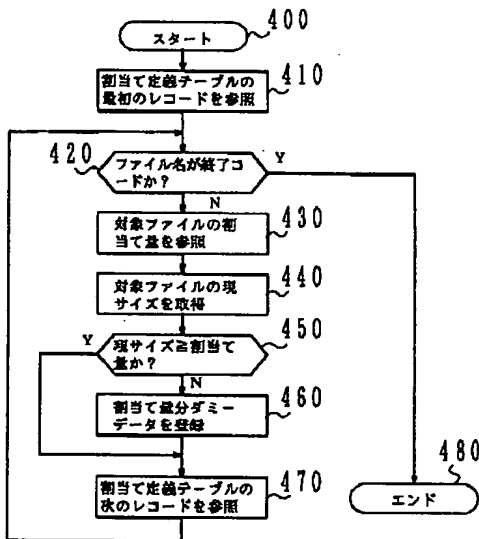 スタート
400
割当て定義テーブルの
最初のレコードを参照
410
420
ファイル名が終了コ
ードか?
Y
N
対象ファイルの割
当て量を参照
430
対象ファイルの現
サイズを取得
440
450
Y
現サイズ≧割当て
量か?
N
割当て量分ダミー
データを登録
460
割当て定義テーブルの
次のレコードを参照
470
480
エンド